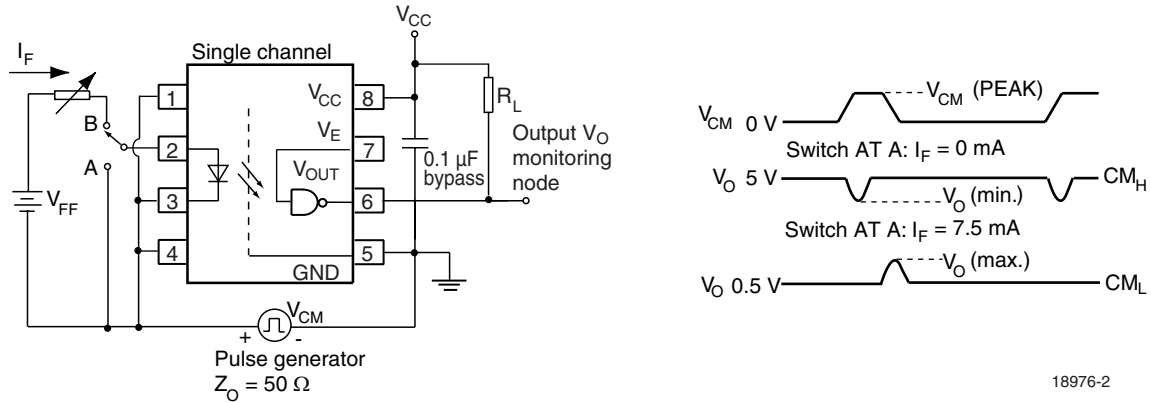 V_CC
Single channel
I_F
B
A
V_FF
1
2
3
4
V_CC
V_E
V_OUT
GND
8
7
6
5
R_L
0.1 µF
bypass
Output V_O
monitoring
node
V_CM
+ -
Pulse generator
Z_O = 50 Ω
V_CM (PEAK)
V_CM 0 V
Switch AT A: I_F = 0 mA
V_O 5 V
CM_H
V_O (min.)
Switch AT A: I_F = 7.5 mA
V_O (max.)
V_O 0.5 V
CM_L
18976-2